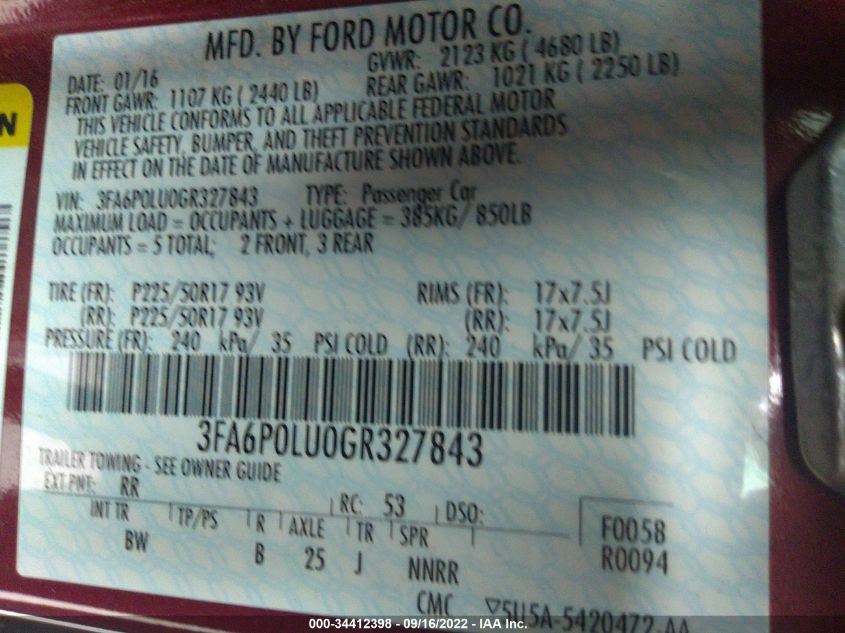 MFD. BY FORD MOTOR CO.
DATE: 01/16 GVWR: 2123 KG ( 4680 LB)
FRONT GAWR: 1107 KG ( 2440 LB) REAR GAWR: 1021 KG ( 2250 LB)
THIS VEHICLE CONFORMS TO ALL APPLICABLE FEDERAL MOTOR
VEHICLE SAFETY, BUMPER, AND THEFT PREVENTION STANDARDS
IN EFFECT ON THE DATE OF MANUFACTURE SHOWN ABOVE.
VIN: 3FA6P0LU0GR327843 TYPE: Passenger Car
MAXIMUM LOAD = OCCUPANTS + LUGGAGE = 385KG/ 850LB
OCCUPANTS = 5 TOTAL; 2 FRONT, 3 REAR
TIRE (FR): P225/50R17 93V RIMS (FR): 17x7.5J
(RR): P225/50R17 93V (RR): 17x7.5J
PRESSURE (FR): 240 kPa/ 35 PSI COLD (RR): 240 kPa/ 35 PSI COLD
3FA6P0LU0GR327843
TRAILER TOWING - SEE OWNER GUIDE
EXT PNT: RR RC: 53 DSO:
INT TR TP/PS R AXLE TR SPR F0058
BW B 25 J NNRR R0094
CMC ▽5U5A-5420472-AA
N
000-34412398 - 09/16/2022 - IAA Inc.